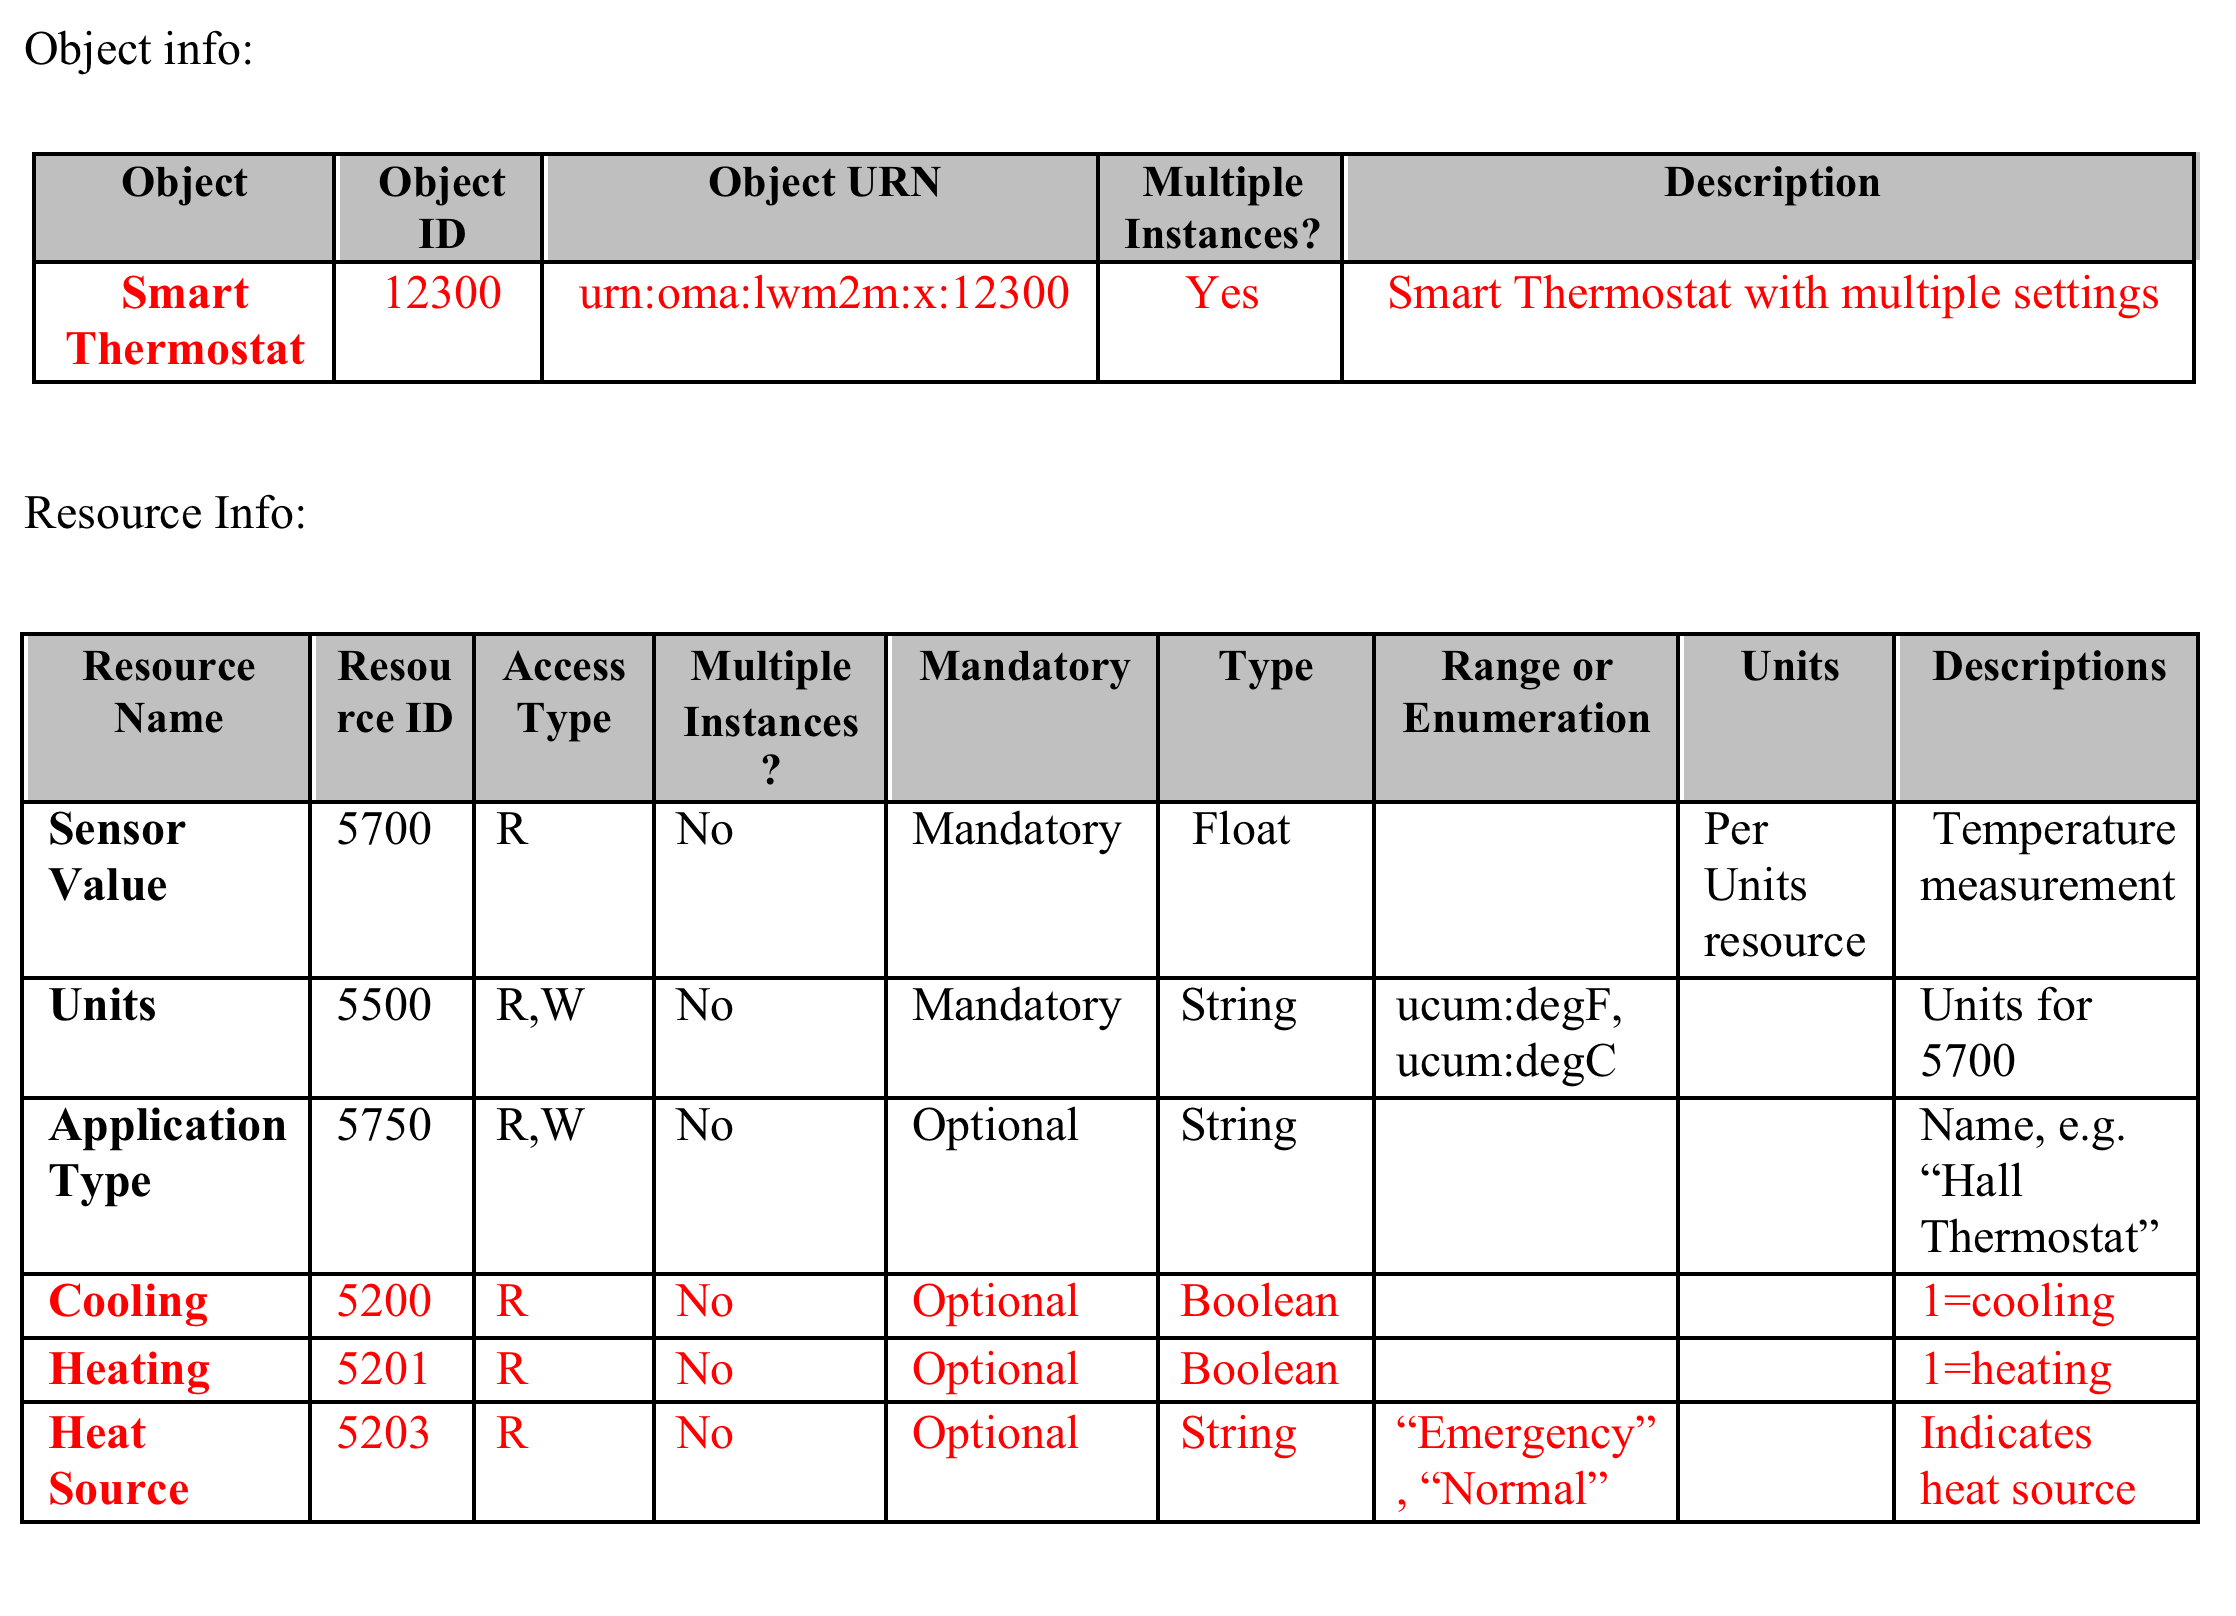 Object info:
Object Object ID Object URN Multiple Instances? Description
Smart Thermostat 12300 urn:oma:lwm2m:x:12300 Yes Smart Thermostat with multiple settings
Resource Info:
Resource Name Resou rce ID Access Type Multiple Instances ? Mandatory Type Range or Enumeration Units Descriptions
Sensor Value 5700 R No Mandatory Float Per Units resource Temperature measurement
Units 5500 R,W No Mandatory String ucum:degF, ucum:degC Units for 5700
Application Type 5750 R,W No Optional String Name, e.g. “Hall Thermostat”
Cooling 5200 R No Optional Boolean 1=cooling
Heating 5201 R No Optional Boolean 1=heating
Heat Source 5203 R No Optional String “Emergency” , “Normal” Indicates heat source